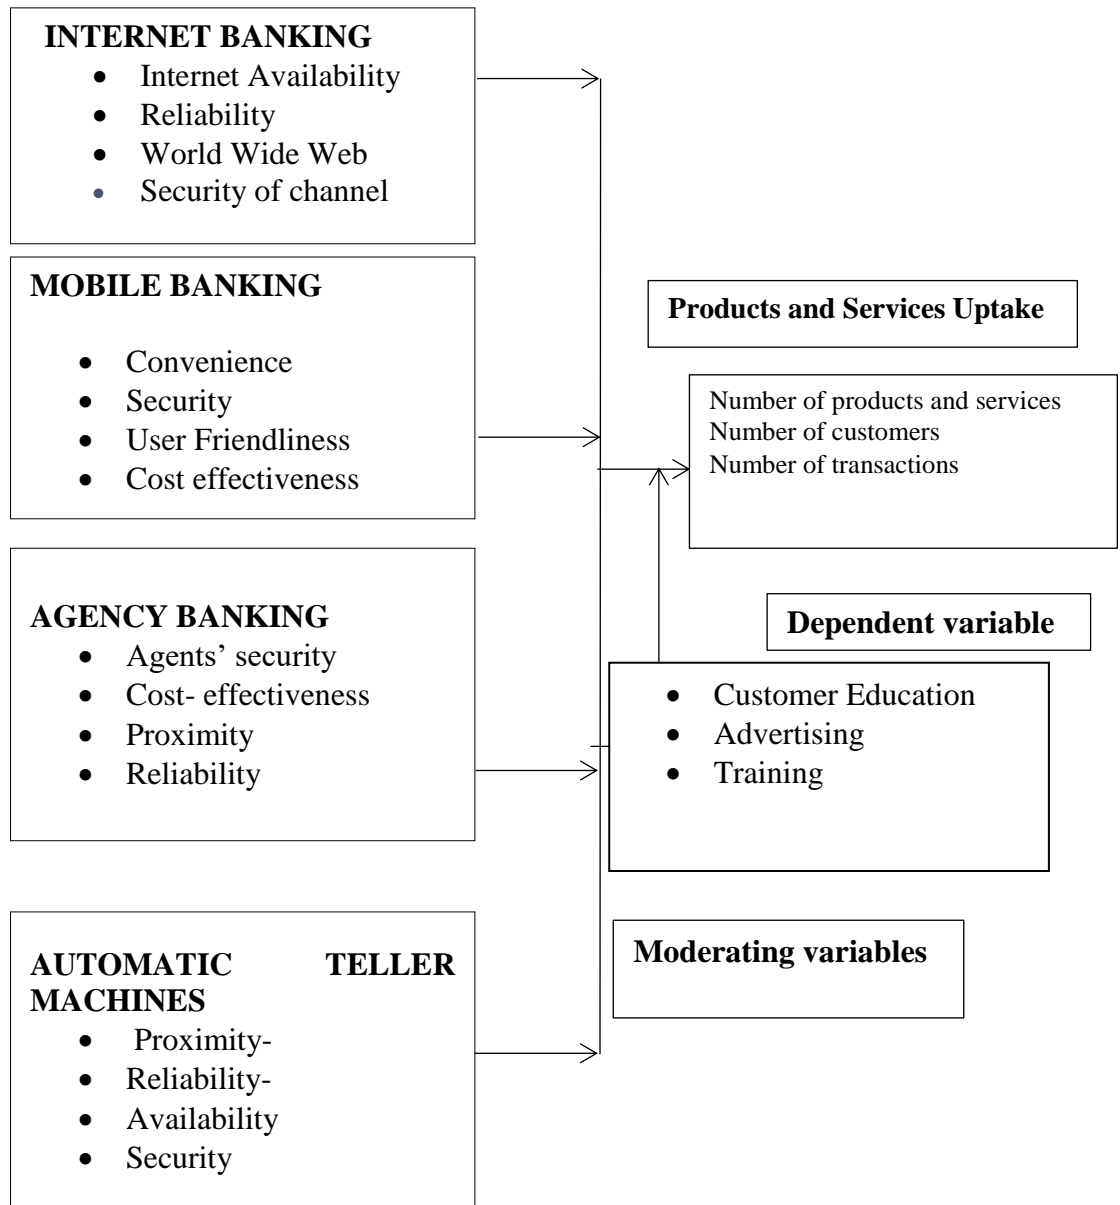 INTERNET BANKING
• Internet Availability
• Reliability
• World Wide Web
• Security of channel
MOBILE BANKING
• Convenience
• Security
• User Friendliness
• Cost effectiveness
AGENCY BANKING
• Agents’ security
• Cost- effectiveness
• Proximity
• Reliability
AUTOMATIC TELLER
MACHINES
• Proximity-
• Reliability-
• Availability
• Security
Products and Services Uptake
Number of products and services
Number of customers
Number of transactions
Dependent variable
• Customer Education
• Advertising
• Training
Moderating variables